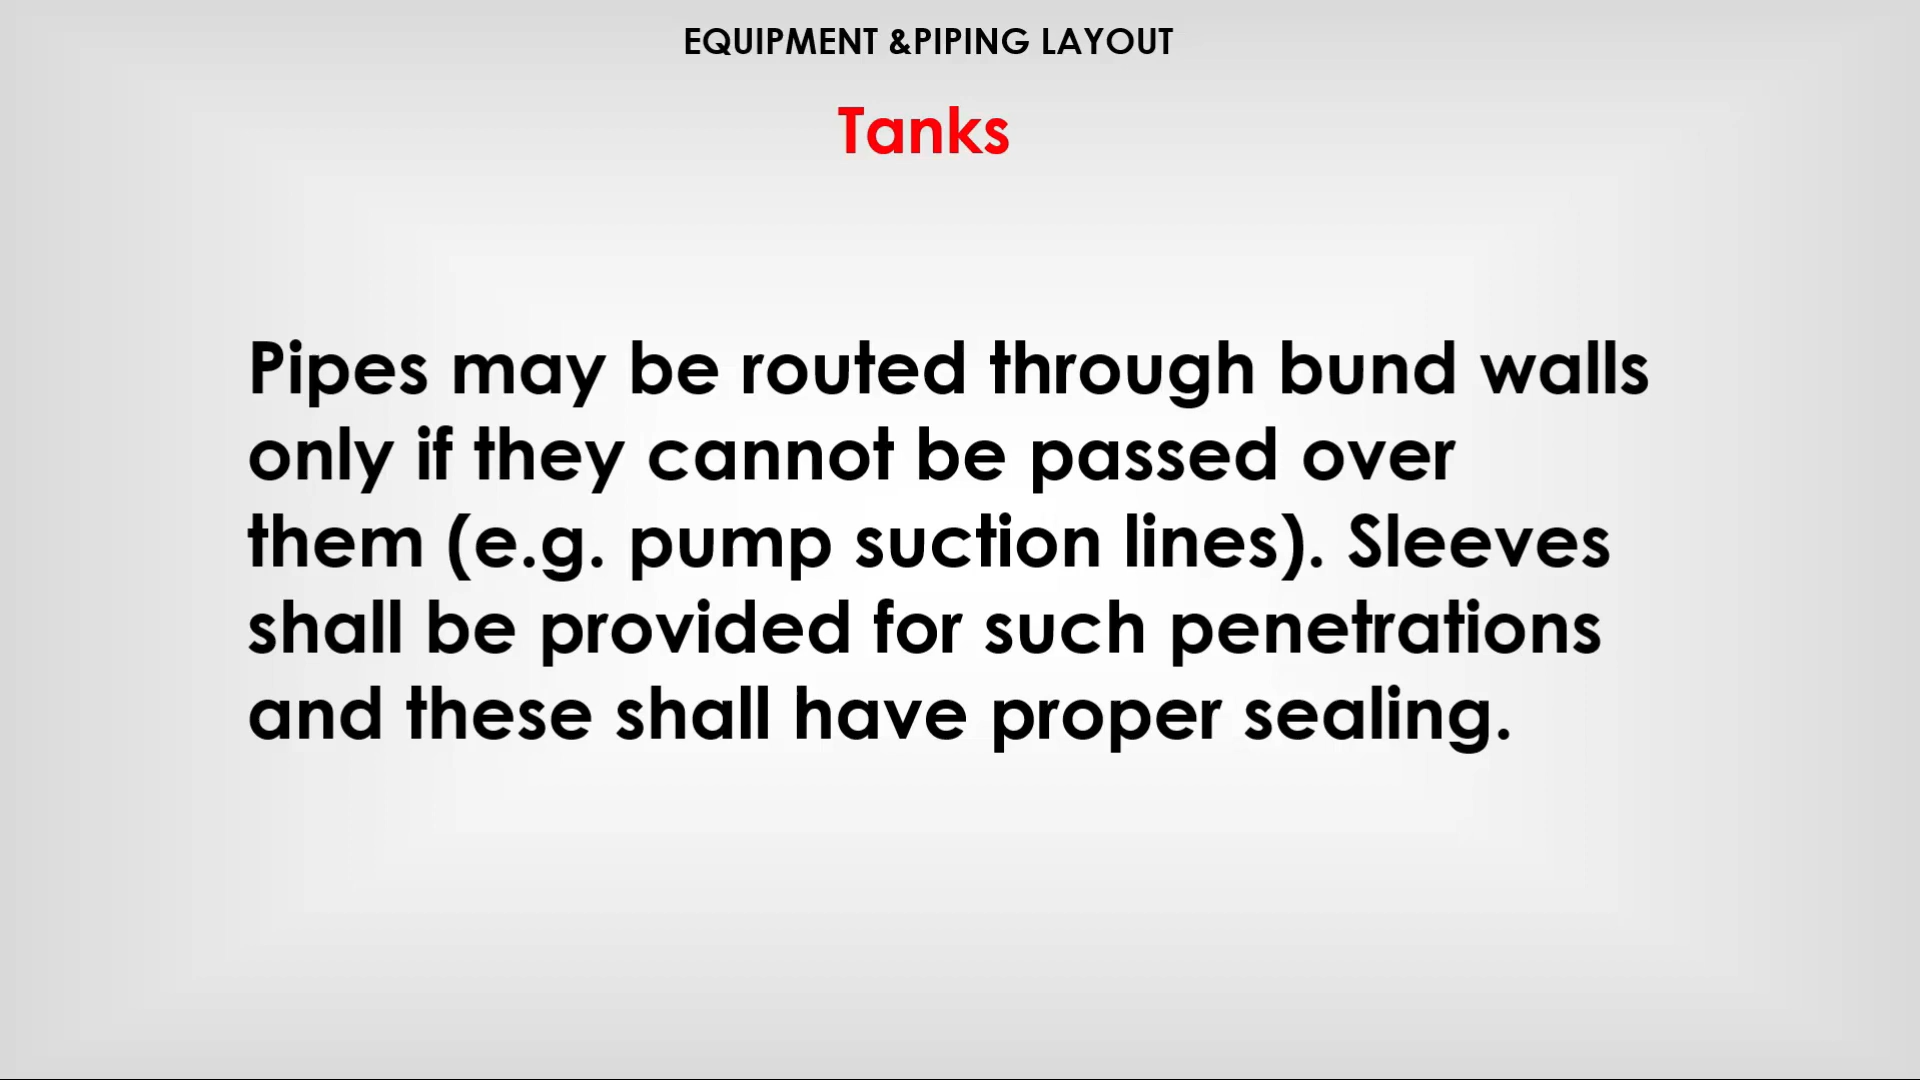 EQUIPMENT &PIPING LAYOUT
Tanks
Pipes may be routed through bund walls
only if they cannot be passed over
them (e.g. pump suction lines). Sleeves
shall be provided for such penetrations
and these shall have proper sealing.